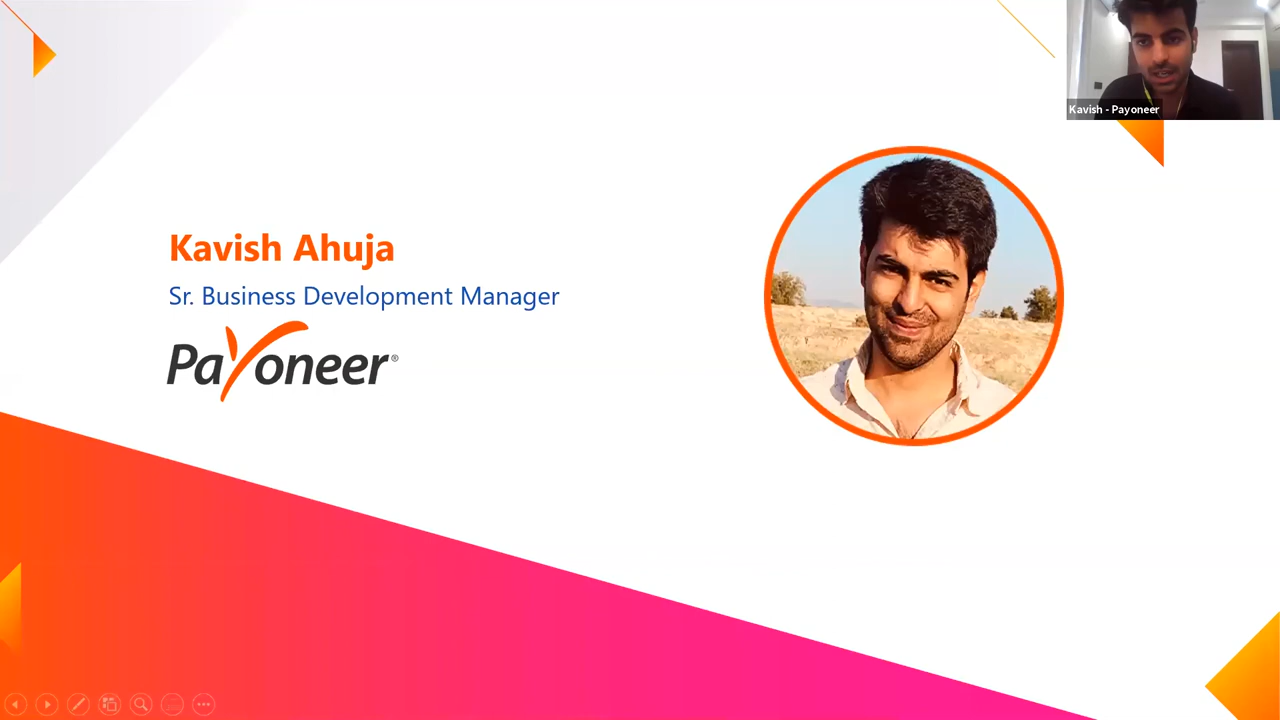 Kavish - Payoneer
Kavish Ahuja
Sr. Business Development Manager
Payoneer®